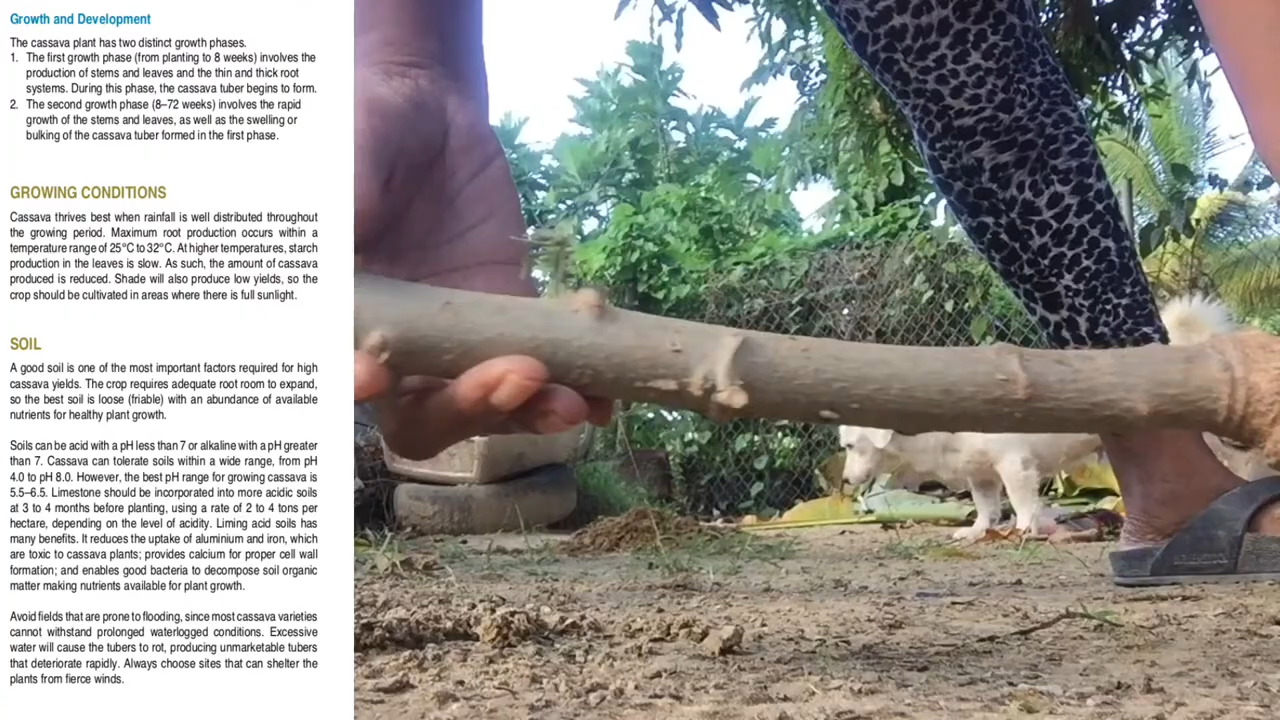 Growth and Development
The cassava plant has two distinct growth phases.
1. The first growth phase (from planting to 8 weeks) involves the
production of stems and leaves and the thin and thick root
systems. During this phase, the cassava tuber begins to form.
2. The second growth phase (8–72 weeks) involves the rapid
growth of the stems and leaves, as well as the swelling or
bulking of the cassava tuber formed in the first phase.
GROWING CONDITIONS
Cassava thrives best when rainfall is well distributed throughout
the growing period. Maximum root production occurs within a
temperature range of 25°C to 32°C. At higher temperatures, starch
production in the leaves is slow. As such, the amount of cassava
produced is reduced. Shade will also produce low yields, so the
crop should be cultivated in areas where there is full sunlight.
SOIL
A good soil is one of the most important factors required for high
cassava yields. The crop requires adequate root room to expand,
so the best soil is loose (friable) with an abundance of available
nutrients for healthy plant growth.
Soils can be acid with a pH less than 7 or alkaline with a pH greater
than 7. Cassava can tolerate soils within a wide range, from pH
4.0 to pH 8.0. However, the best pH range for growing cassava is
5.5–6.5. Limestone should be incorporated into more acidic soils
at 3 to 4 months before planting, using a rate of 2 to 4 tons per
hectare, depending on the level of acidity. Liming acid soils has
many benefits. It reduces the uptake of aluminium and iron, which
are toxic to cassava plants; provides calcium for proper cell wall
formation; and enables good bacteria to decompose soil organic
matter making nutrients available for plant growth.
Avoid fields that are prone to flooding, since most cassava varieties
cannot withstand prolonged waterlogged conditions. Excessive
water will cause the tubers to rot, producing unmarketable tubers
that deteriorate rapidly. Always choose sites that can shelter the
plants from fierce winds.